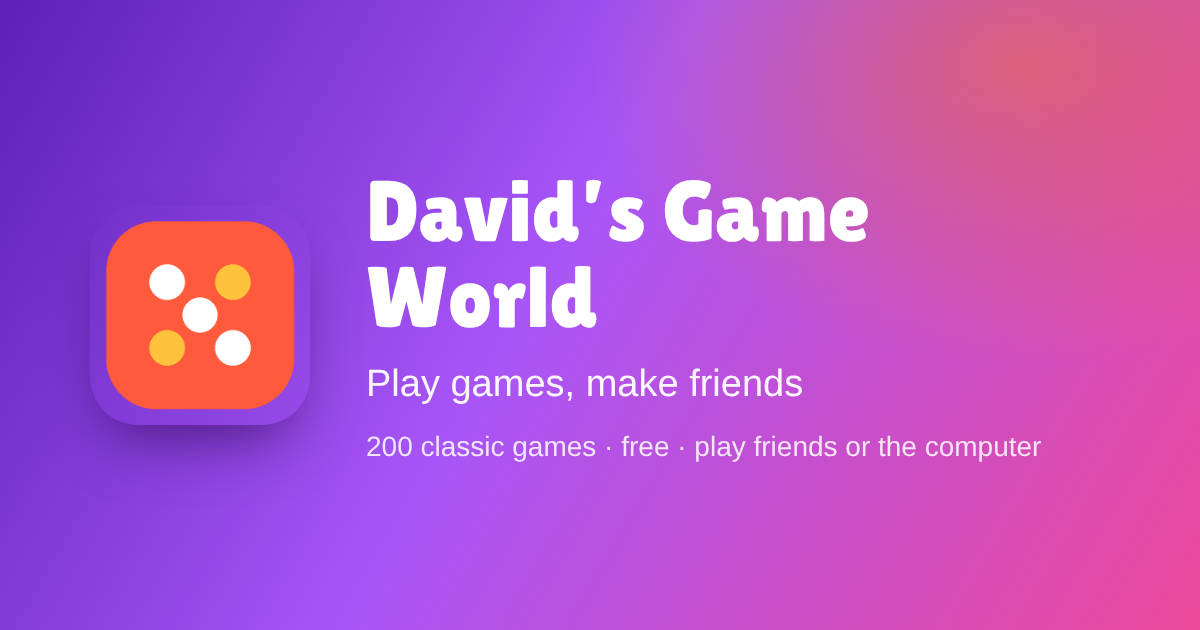 David's Game
World
Play games, make friends
200 classic games · free · play friends or the computer